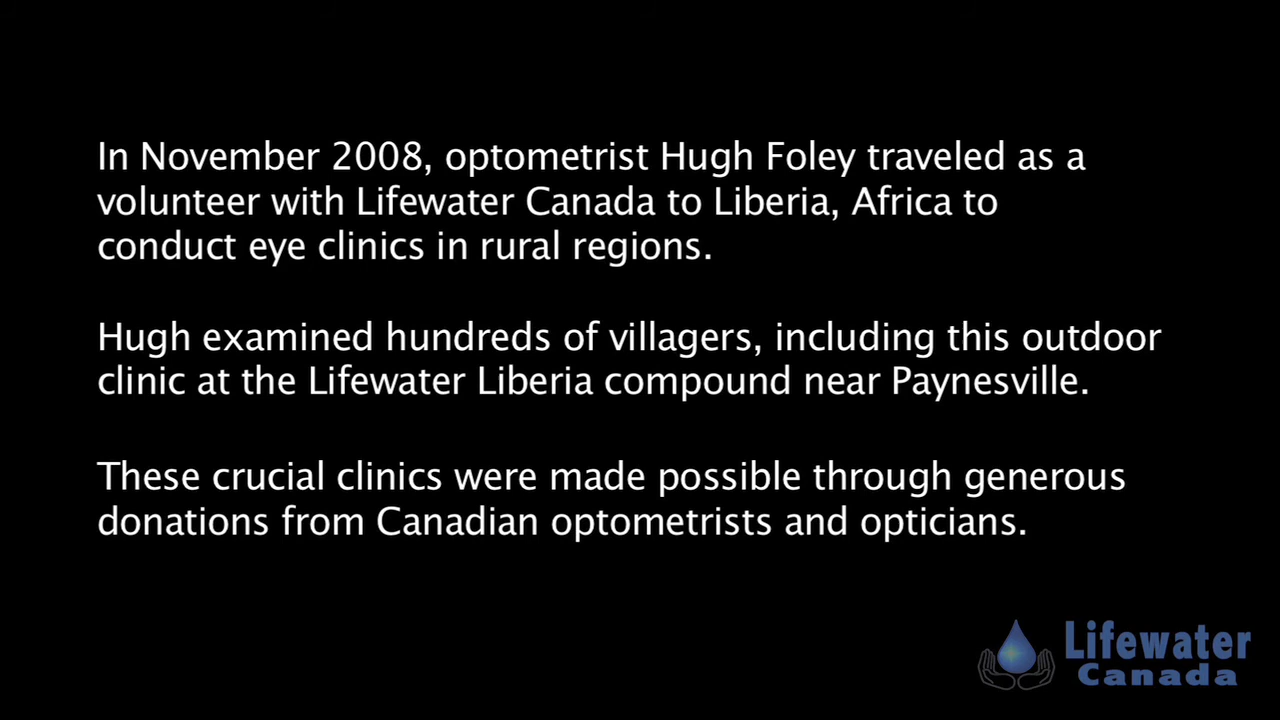 In November 2008, optometrist Hugh Foley traveled as a
volunteer with Lifewater Canada to Liberia, Africa to
conduct eye clinics in rural regions.
Hugh examined hundreds of villagers, including this outdoor
clinic at the Lifewater Liberia compound near Paynesville.
These crucial clinics were made possible through generous
donations from Canadian optometrists and opticians.
Lifewater
Canada